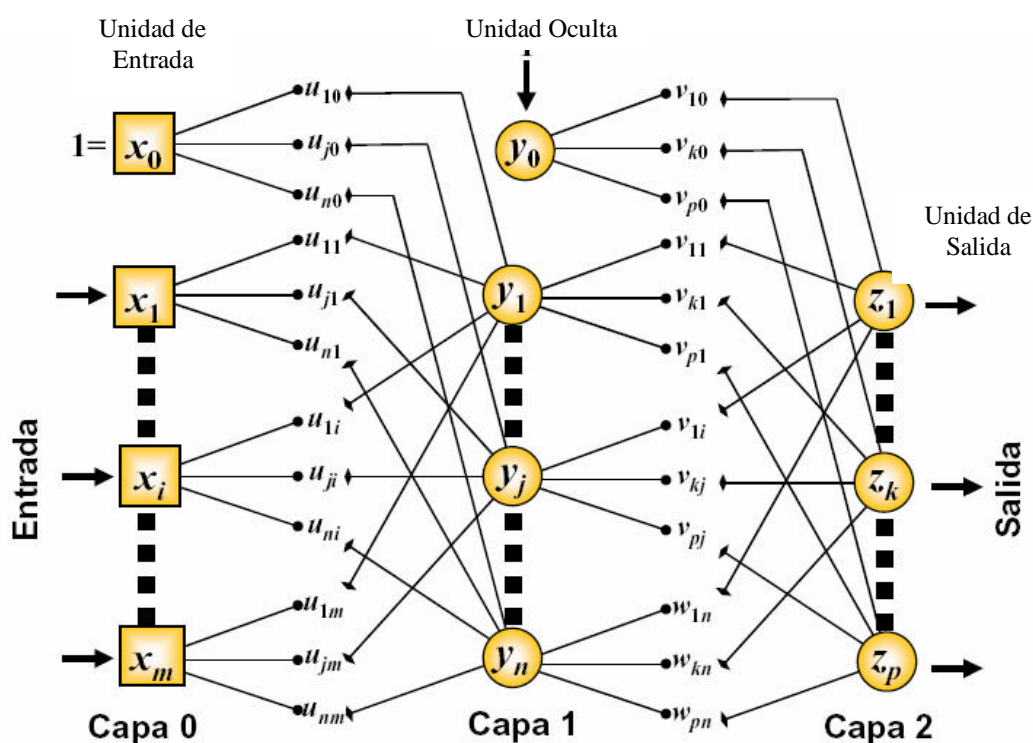 Unidad de
Entrada
Unidad Oculta
1= x0
u10
uj0
un0
y0
v10
vk0
vp0
Unidad de
Salida
x1
u11
uj1
un1
y1
v11
vk1
vp1
z1
Entrada
xi
u1i
uji
uni
yj
v1i
vkj
vpj
zk
Salida
xm
u1m
ujm
unm
yn
w1n
wkn
wpn
zp
Capa 0
Capa 1
Capa 2